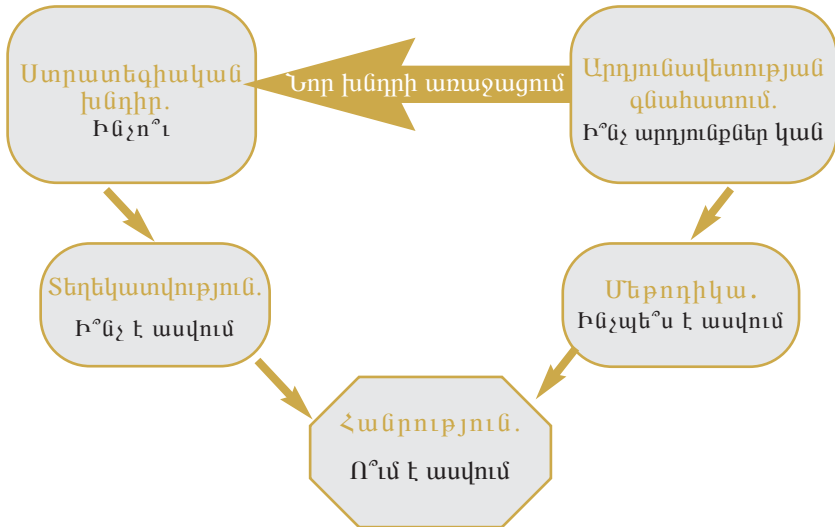 Ստրատեգիական
խնդիր.
Ինչո՞ւ
Նոր խնդրի առաջացում
Արդյունավետության
գնահատում.
Ի՞նչ արդյունքներ կան
Տեղեկատվություն.
Ի՞նչ է ասվում
Մեթոդիկա.
Ինչպե՞ս է ասվում
Հանրություն.
Ո՞ւմ է ասվում